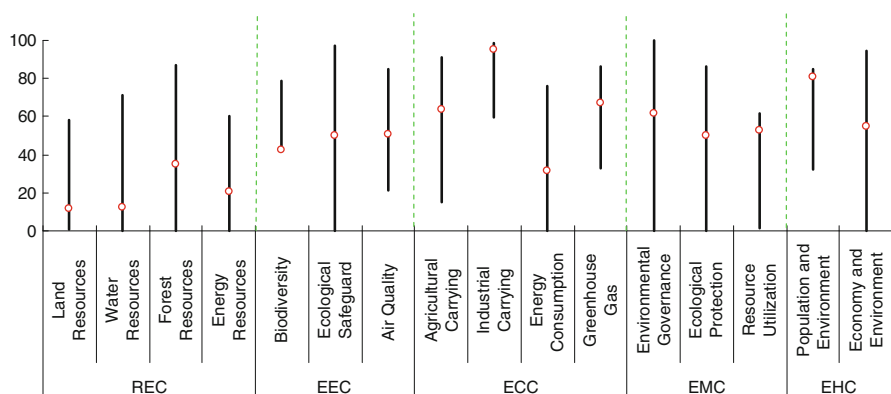 100
80
60
40
20
0
Land
Resources
Water
Resources
Forest
Resources
Energy
Resources
Biodiversity
Ecological
Safeguard
Air Quality
Agricultural
Carrying
Industrial
Carrying
Energy
Consumption
Greenhouse
Gas
Environmental
Governance
Ecological
Protection
Resource
Utilization
Population and
Environment
Economy and
Environment
REC
EEC
ECC
EMC
EHC